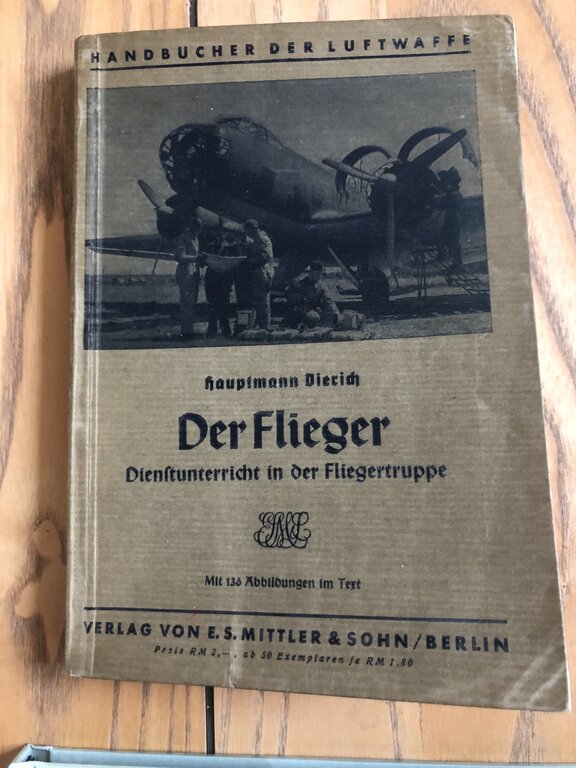 HANDBÜCHER DER LUFTWAFFE
Hauptmann Dierich
Der Flieger
Dienſtunterricht in der Fliegertruppe
Mit 136 Abbildungen im Text
VERLAG VON E.S. MITTLER & SOHN / BERLIN
Preis RM 2,—, ab 50 Exemplaren je RM 1,80